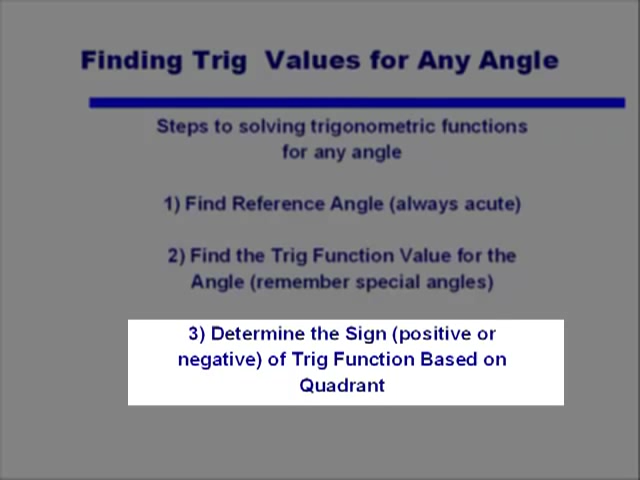 Finding Trig Values for Any Angle
Steps to solving trigonometric functions
for any angle
1) Find Reference Angle (always acute)
2) Find the Trig Function Value for the
Angle (remember special angles)
3) Determine the Sign (positive or
negative) of Trig Function Based on
Quadrant